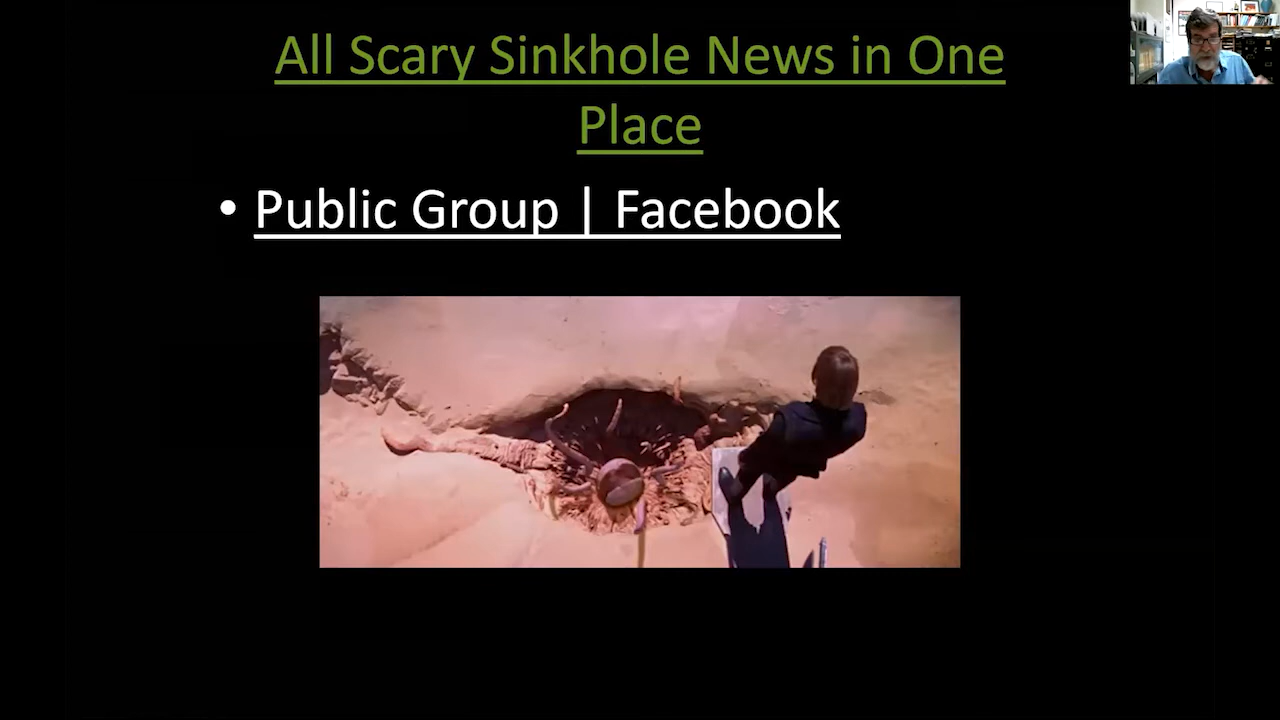 All Scary Sinkhole News in One
Place
• Public Group | Facebook